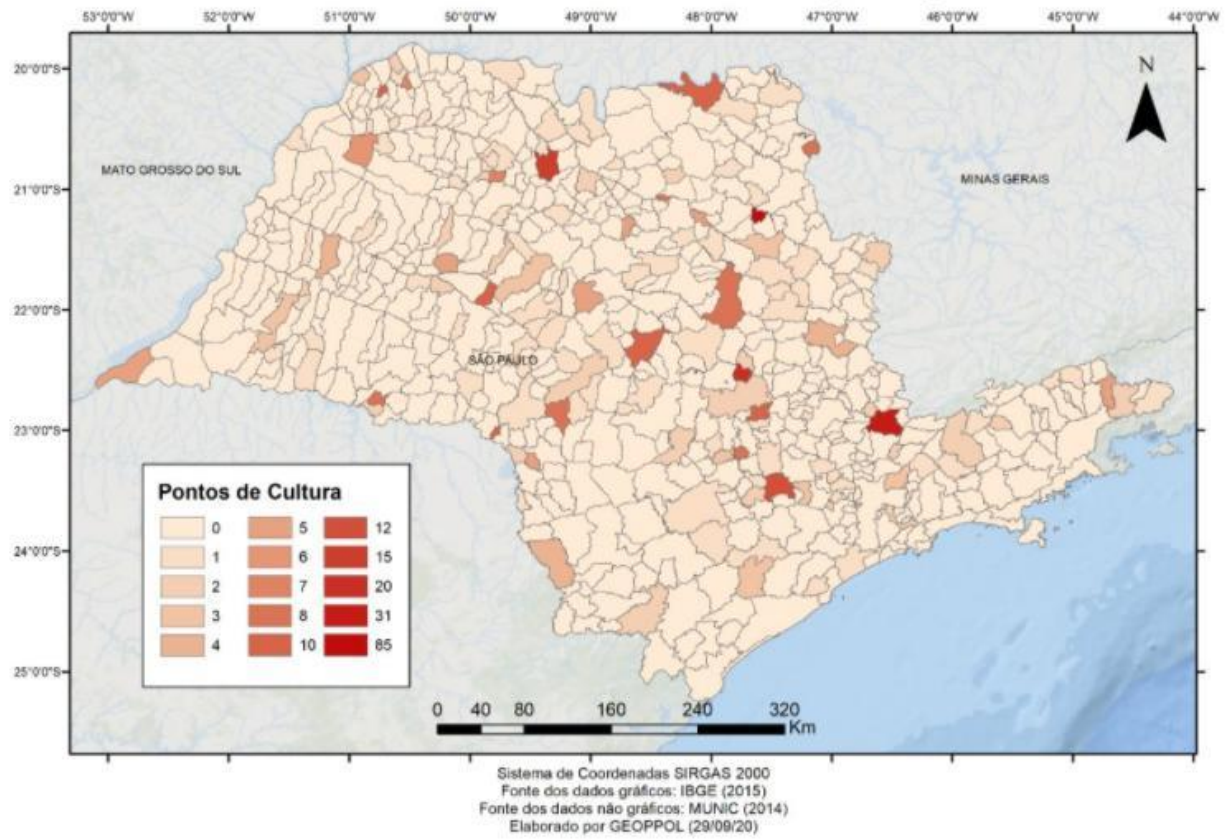 53°0'0"W 52°0'0"W 51°0'0"W 50°0'0"W 49°0'0"W 48°0'0"W 47°0'0"W 46°0'0"W 45°0'0"W 44°0'0"W
20°0'0"S
N
MATO GROSSO DO SUL
MINAS GERAIS
21°0'0"S
22°0'0"S
SÃO PAULO
23°0'0"S
Pontos de Cultura
0 5 12
1 6 15
2 7 20
3 8 31
4 10 85
24°0'0"S
25°0'0"S
0 40 80 160 240 320
Km
Sistema de Coordenadas SIRGAS 2000
Fonte dos dados gráficos: IBGE (2015)
Fonte dos dados não gráficos: MUNIC (2014)
Elaborado por GEOPPOL (29/09/20)